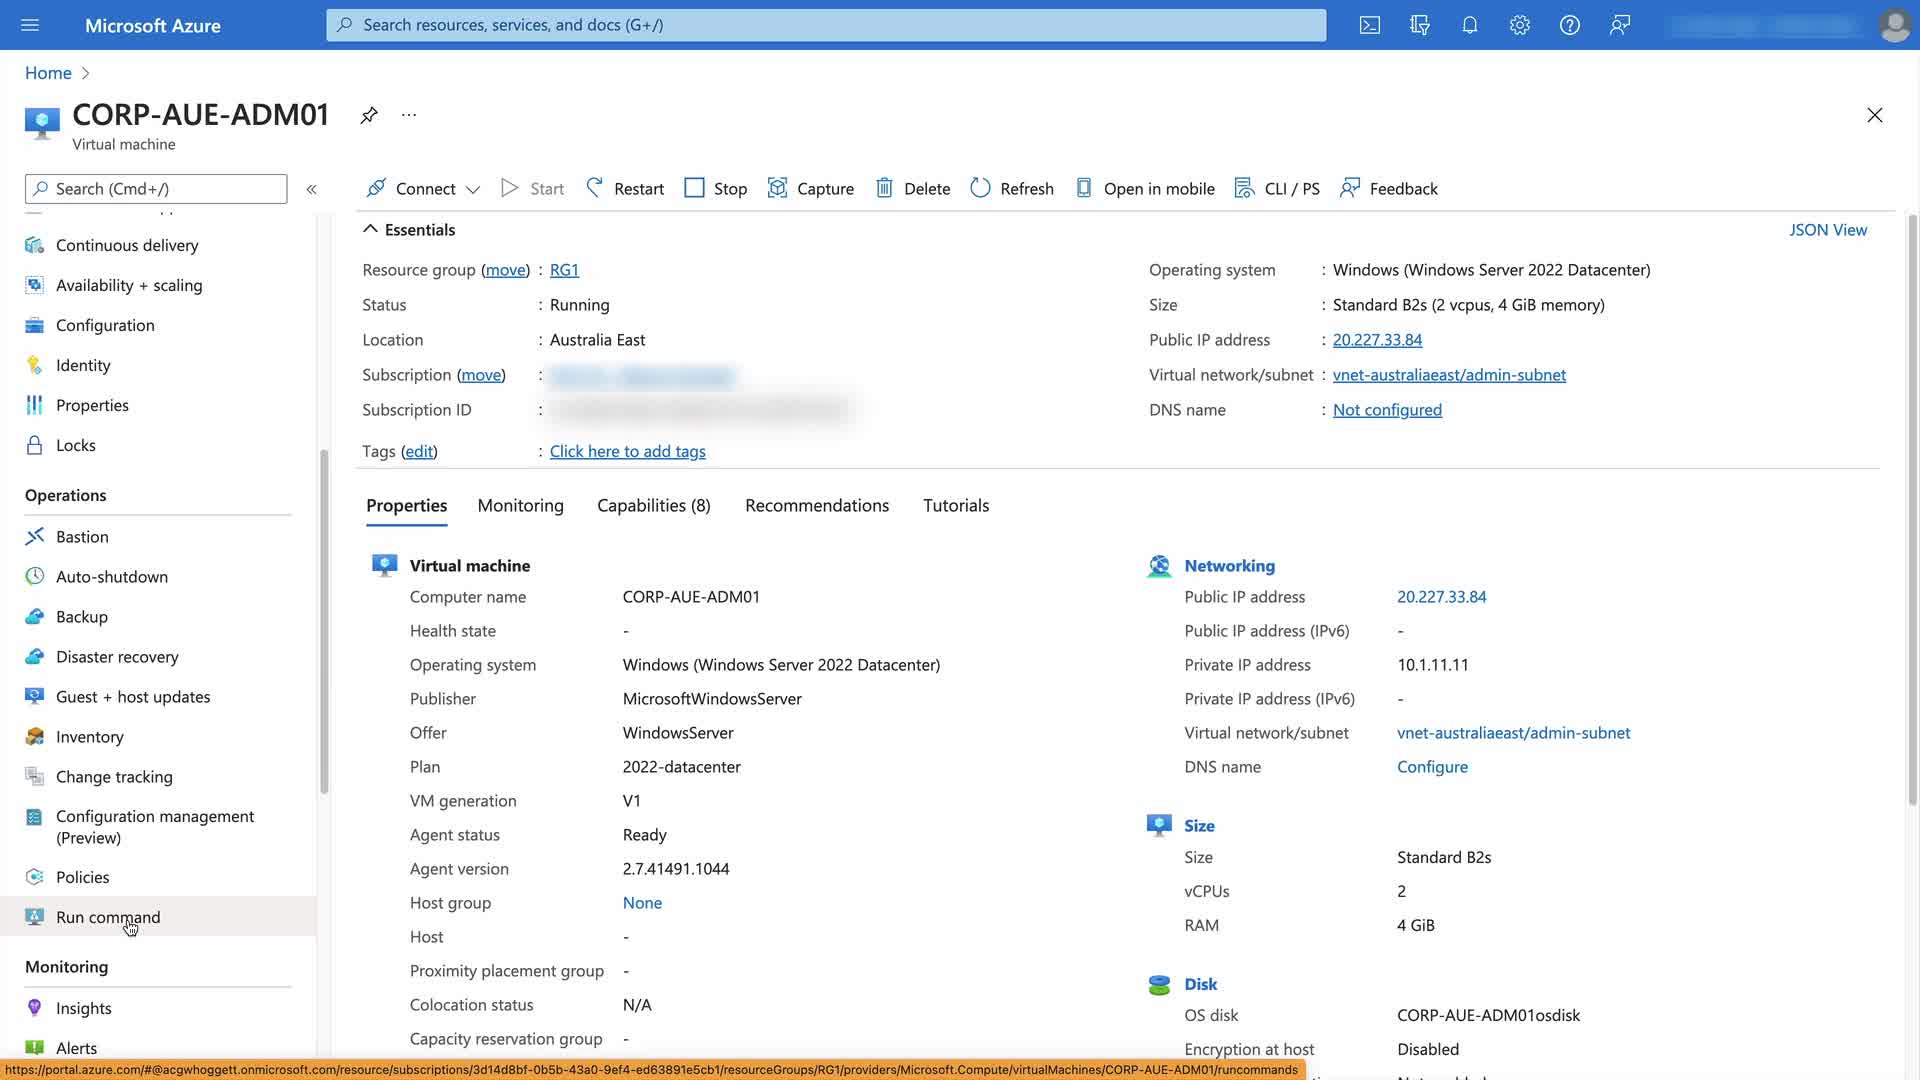 Microsoft Azure
Search resources, services, and docs (G+/)
Home
CORP-AUE-ADM01
Virtual machine
Search (Cmd+/)
Connect
Start
Restart
Stop
Capture
Delete
Refresh
Open in mobile
CLI / PS
Feedback
Continuous delivery
Availability + scaling
Configuration
Identity
Properties
Locks
Operations
Bastion
Auto-shutdown
Backup
Disaster recovery
Guest + host updates
Inventory
Change tracking
Configuration management
(Preview)
Policies
Run command
Monitoring
Insights
Alerts
Essentials
JSON View
Resource group (move) : RG1
Status : Running
Location : Australia East
Subscription (move) :
Subscription ID :
Tags (edit) : Click here to add tags
Operating system : Windows (Windows Server 2022 Datacenter)
Size : Standard B2s (2 vcpus, 4 GiB memory)
Public IP address : 20.227.33.84
Virtual network/subnet : vnet-australiaeast/admin-subnet
DNS name : Not configured
Properties
Monitoring
Capabilities (8)
Recommendations
Tutorials
Virtual machine
Computer name CORP-AUE-ADM01
Health state -
Operating system Windows (Windows Server 2022 Datacenter)
Publisher MicrosoftWindowsServer
Offer WindowsServer
Plan 2022-datacenter
VM generation V1
Agent status Ready
Agent version 2.7.41491.1044
Host group None
Host -
Proximity placement group -
Colocation status N/A
Capacity reservation group -
Networking
Public IP address 20.227.33.84
Public IP address (IPv6) -
Private IP address 10.1.11.11
Private IP address (IPv6) -
Virtual network/subnet vnet-australiaeast/admin-subnet
DNS name Configure
Size
Size Standard B2s
vCPUs 2
RAM 4 GiB
Disk
OS disk CORP-AUE-ADM01osdisk
Encryption at host Disabled
https://portal.azure.com/#@acgwhoggett.onmicrosoft.com/resource/subscriptions/3d14d8bf-0b5b-43a0-9ef4-ed63891e5cb1/resourceGroups/RG1/providers/Microsoft.Compute/virtualMachines/CORP-AUE-ADM01/runcommands